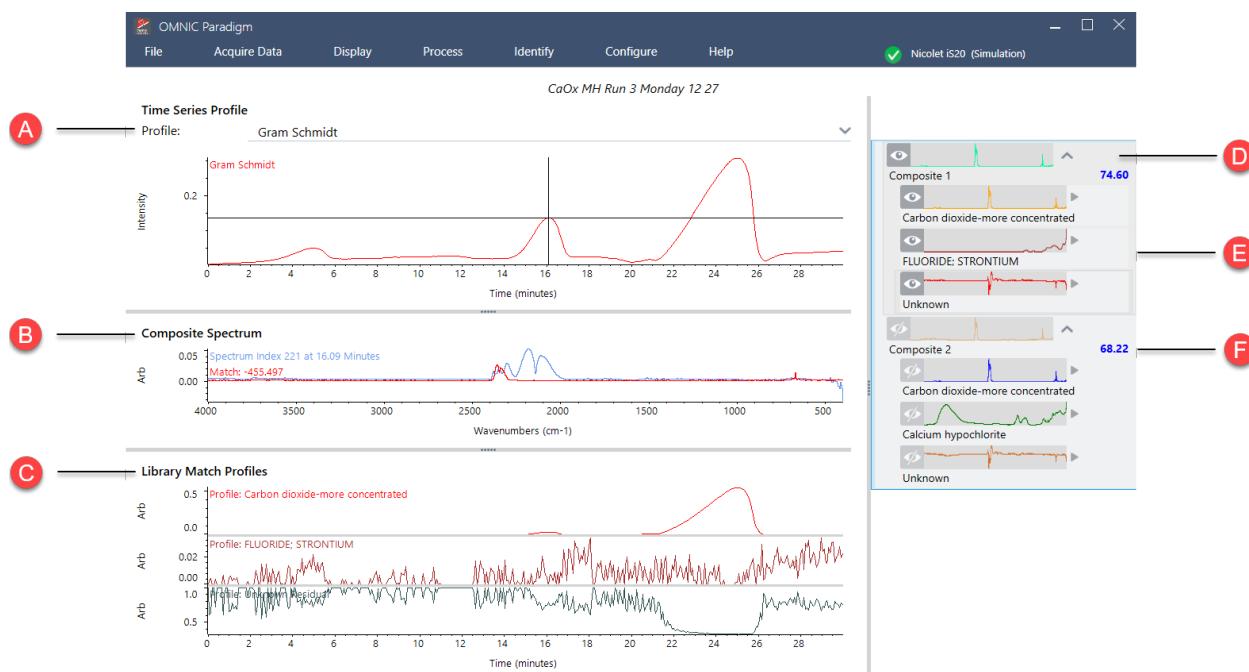 OMNIC Paradigm
File Acquire Data Display Process Identify Configure Help Nicolet iS20 (Simulation)
CaOx MH Run 3 Monday 12 27
Time Series Profile
A Profile: Gram Schmidt
Gram Schmidt
0.2
Intensity
0 2 4 6 8 10 12 14 16 18 20 22 24 26 28
Time (minutes)
B Composite Spectrum
0.05 Spectrum Index 221 at 16.09 Minutes
Match: -455.497
0.00
Arb
4000 3500 3000 2500 2000 1500 1000 500
Wavenumbers (cm-1)
C Library Match Profiles
0.5 Profile: Carbon dioxide-more concentrated
Arb
0.0
Profile: FLUORIDE; STRONTIUM
Arb
0.02
0.00
Profile: Unknown Residual
1.0
Arb
0.5
0 2 4 6 8 10 12 14 16 18 20 22 24 26 28
Time (minutes)
D
Composite 1 74.60
Carbon dioxide-more concentrated
E
FLUORIDE; STRONTIUM
Unknown
Composite 2 68.22 F
Carbon dioxide-more concentrated
Calcium hypochlorite
Unknown